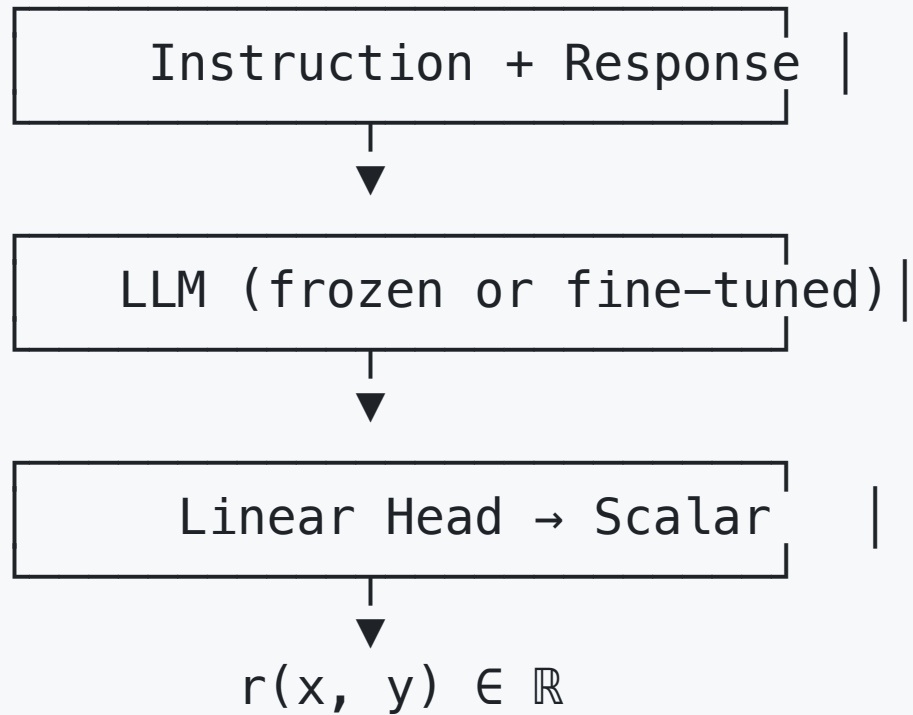 Instruction + Response
LLM (frozen or fine-tuned)
Linear Head → Scalar
r(x, y) ∈ ℝ